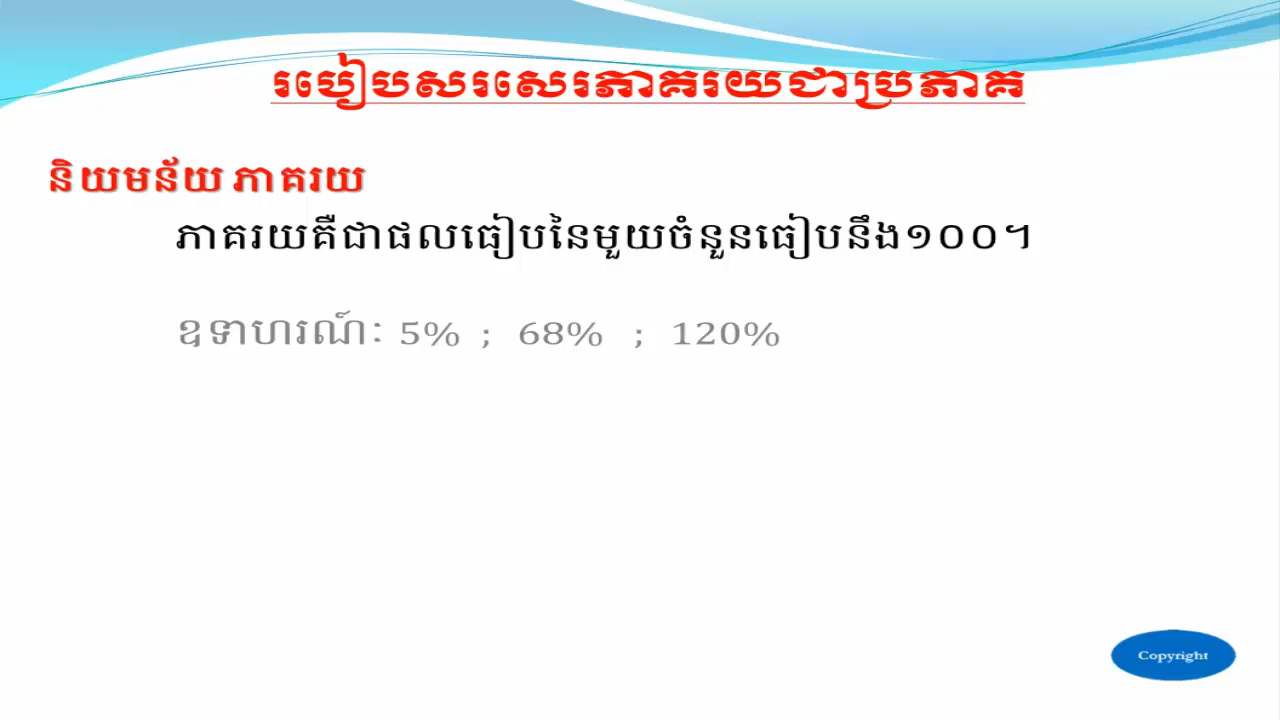 របៀបសរសេរភាគរយជាប្រភាគ
និយមន័យ ភាគរយ
ភាគរយគឺជាផលធៀបនៃមួយចំនួនធៀបនឹង១០០។
ឧទាហរណ៍ៈ 5% ; 68% ; 120%
Copyright